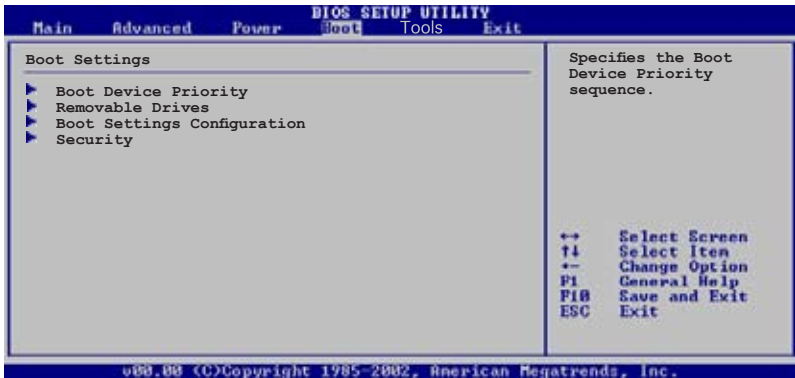 BIOS SETUP UTILITY
Main Advanced Power Boot Tools Exit
Boot Settings
Boot Device Priority
Removable Drives
Boot Settings Configuration
Security
Specifies the Boot
Device Priority
sequence.
↔ Select Screen
↑↓ Select Item
+- Change Option
F1 General Help
F10 Save and Exit
ESC Exit
v00.00 (C)Copyright 1985-2002, American Megatrends, Inc.